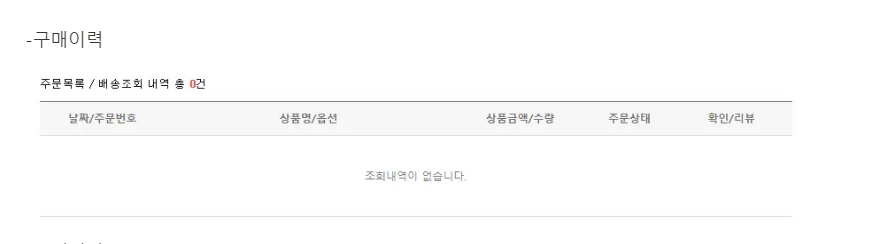 -구매이력
주문목록 / 배송조회 내역 총 0건
날짜/주문번호 상품명/옵션 상품금액/수량 주문상태 확인/리뷰
조회내역이 없습니다.